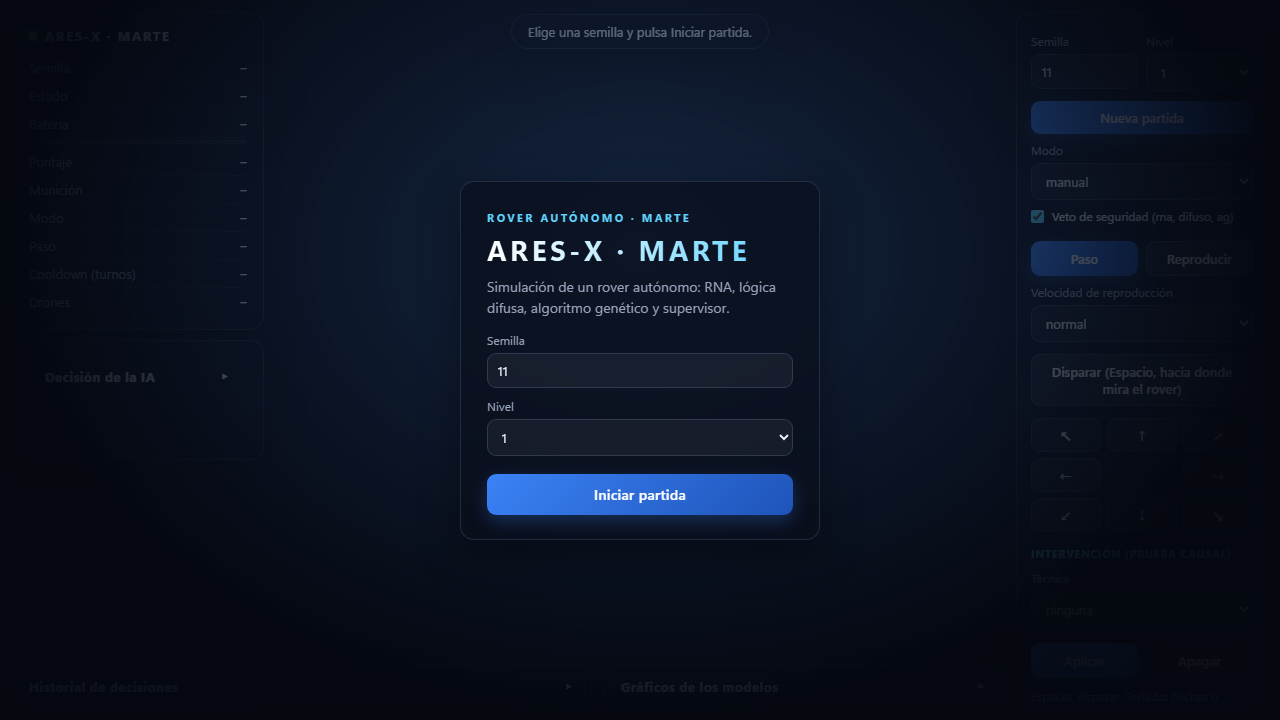 Elige una semilla y pulsa Iniciar partida.
ARES-X · MARTE
Semilla –
Estado –
Batería –
Puntaje –
Munición –
Modo –
Paso –
Cooldown (turnos) –
Drones –
Decisión de la IA ▸
ROVER AUTÓNOMO · MARTE
ARES-X · MARTE
Simulación de un rover autónomo: RNA, lógica
difusa, algoritmo genético y supervisor.
Semilla
11
Nivel
1
Iniciar partida
Semilla Nivel
11 1
Nueva partida
Modo
manual
Veto de seguridad (ma, difuso, ag)
Paso Reproducir
Velocidad de reproducción
normal
Disparar (Espacio, hacia donde
mira el rover)
↖ ↑ ↗
← →
↙ ↓ ↘
INTERVENCIÓN (PRUEBA CAUSAL)
Técnica
ninguna
Aplicar Apagar
Espacio: disparar. Teclado: flechas o
Historial de decisiones ▸
Gráficos de los modelos ▸